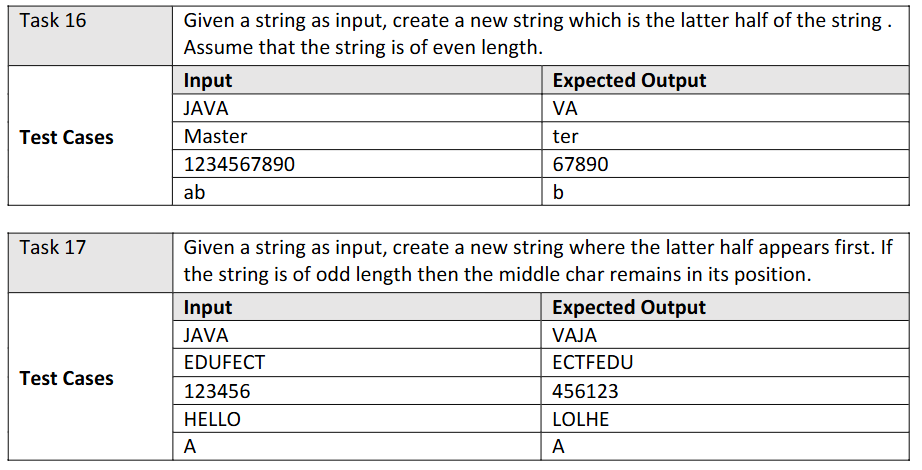 Task 16 Given a string as input, create a new string which is the latter half of the string .
Assume that the string is of even length.
Input Expected Output
JAVA VA
Test Cases Master ter
1234567890 67890
ab b
Task 17 Given a string as input, create a new string where the latter half appears first. If
the string is of odd length then the middle char remains in its position.
Input Expected Output
JAVA VAJA
EDUFECT ECTFEDU
Test Cases
123456 456123
HELLO LOLHE
A A